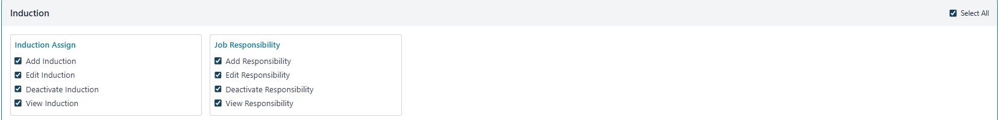 Induction
Select All
Induction Assign
Add Induction
Edit Induction
Deactivate Induction
View Induction
Job Responsibility
Add Responsibility
Edit Responsibility
Deactivate Responsibility
View Responsibility